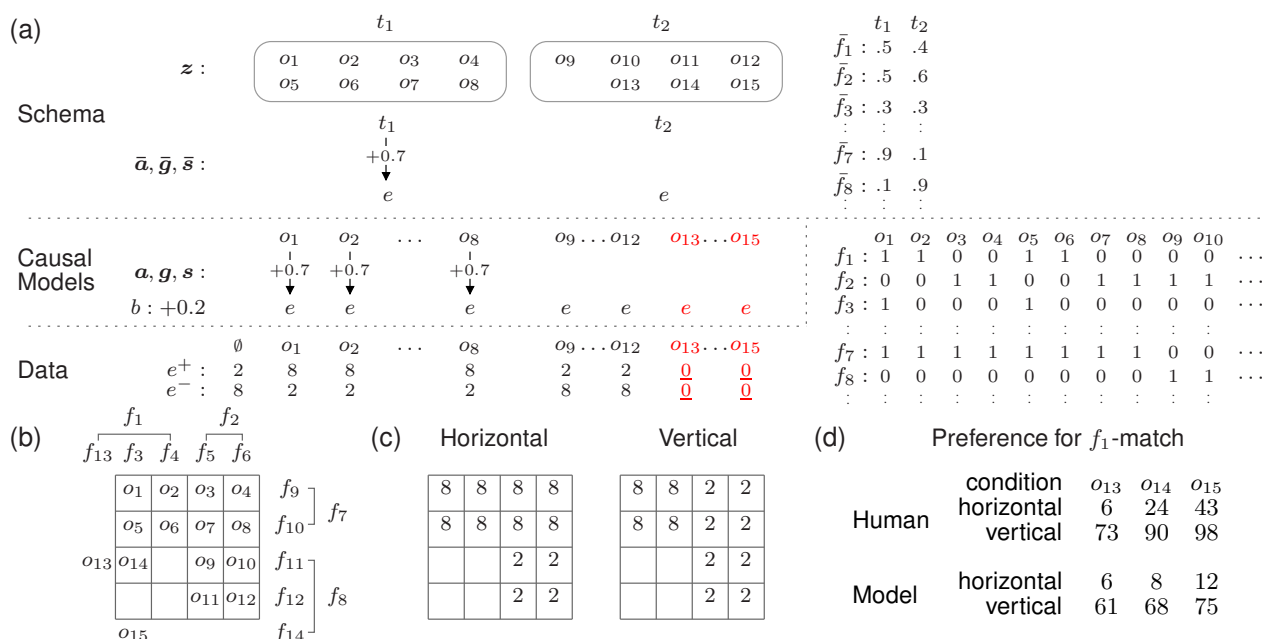 (a)
t₁ t₂
z : o₁ o₂ o₃ o₄ o₉ o₁₀ o₁₁ o₁₂
o₅ o₆ o₇ o₈ o₁₃ o₁₄ o₁₅
Schema
t₁ t₂
ā, ḡ, s̄ : +0.7
e e
t₁ t₂
f̄₁ : .5 .4
f̄₂ : .5 .6
f̄₃ : .3 .3
: : :
f̄₇ : .9 .1
f̄₈ : .1 .9
: : :
Causal Models
o₁ o₂ ... o₈ o₉ ... o₁₂ o₁₃ ... o₁₅
a, g, s : +0.7 +0.7 +0.7
b : +0.2 e e e e e e e
o₁ o₂ o₃ o₄ o₅ o₆ o₇ o₈ o₉ o₁₀
f₁ : 1 1 0 0 1 1 0 0 0 0 ...
f₂ : 0 0 1 1 0 0 1 1 1 1 ...
f₃ : 1 0 0 0 1 0 0 0 0 0 ...
: : : : : : : : : : :
f₇ : 1 1 1 1 1 1 1 1 0 0 ...
f₈ : 0 0 0 0 0 0 0 0 1 1 ...
: : : : : : : : : : :
Data
∅ o₁ o₂ ... o₈ o₉ ... o₁₂ o₁₃ ... o₁₅
e⁺ : 2 8 8 8 2 2 0 0
e⁻ : 8 2 2 2 8 8 0 0
(b)
f₁ f₂
f₁₃ f₃ f₄ f₅ f₆
o₁ o₂ o₃ o₄ f₉
f₇
o₅ o₆ o₇ o₈ f₁₀
o₁₃ o₁₄ o₉ o₁₀ f₁₁
o₁₁ o₁₂ f₁₂ f₈
o₁₅ f₁₄
(c) Horizontal Vertical
8 8 8 8 8 8 2 2
8 8 8 8 8 8 2 2
2 2 2 2
2 2 2 2
(d) Preference for f₁-match
condition o₁₃ o₁₄ o₁₅
Human
horizontal 6 24 43
vertical 73 90 98
Model
horizontal 6 8 12
vertical 61 68 75